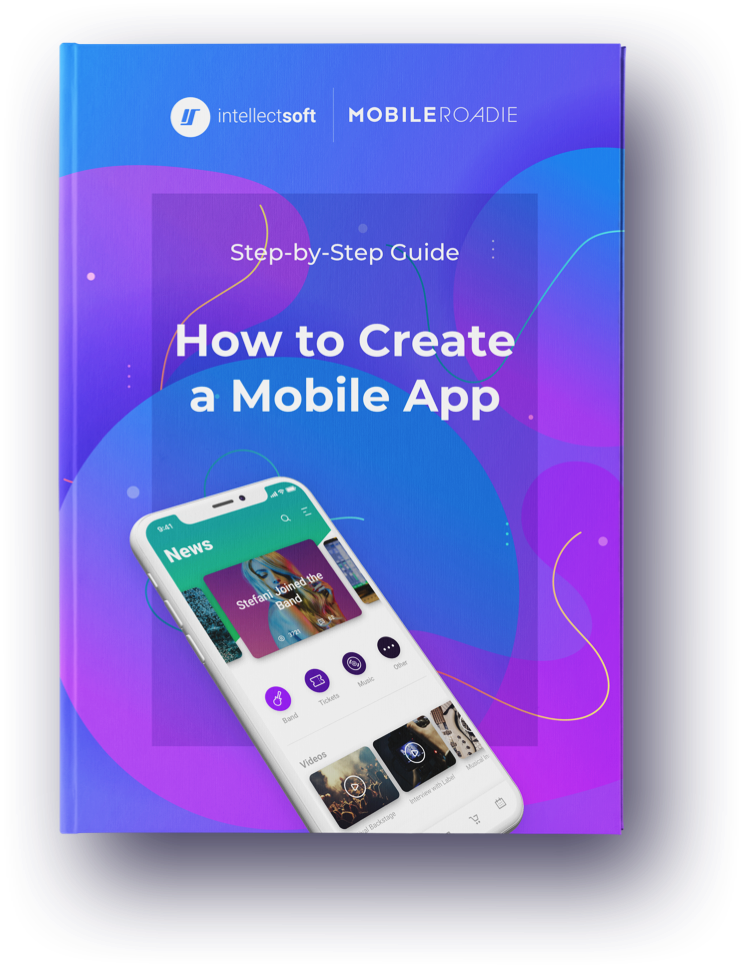 intellectsoft
MOBILEROADIE
Step-by-Step Guide
How to Create
a Mobile App
9:41
News
Stefani Joined the
Band
3721
Band
Tickets
Music
Other
Videos
Backstage
Interview with Label
Musical In